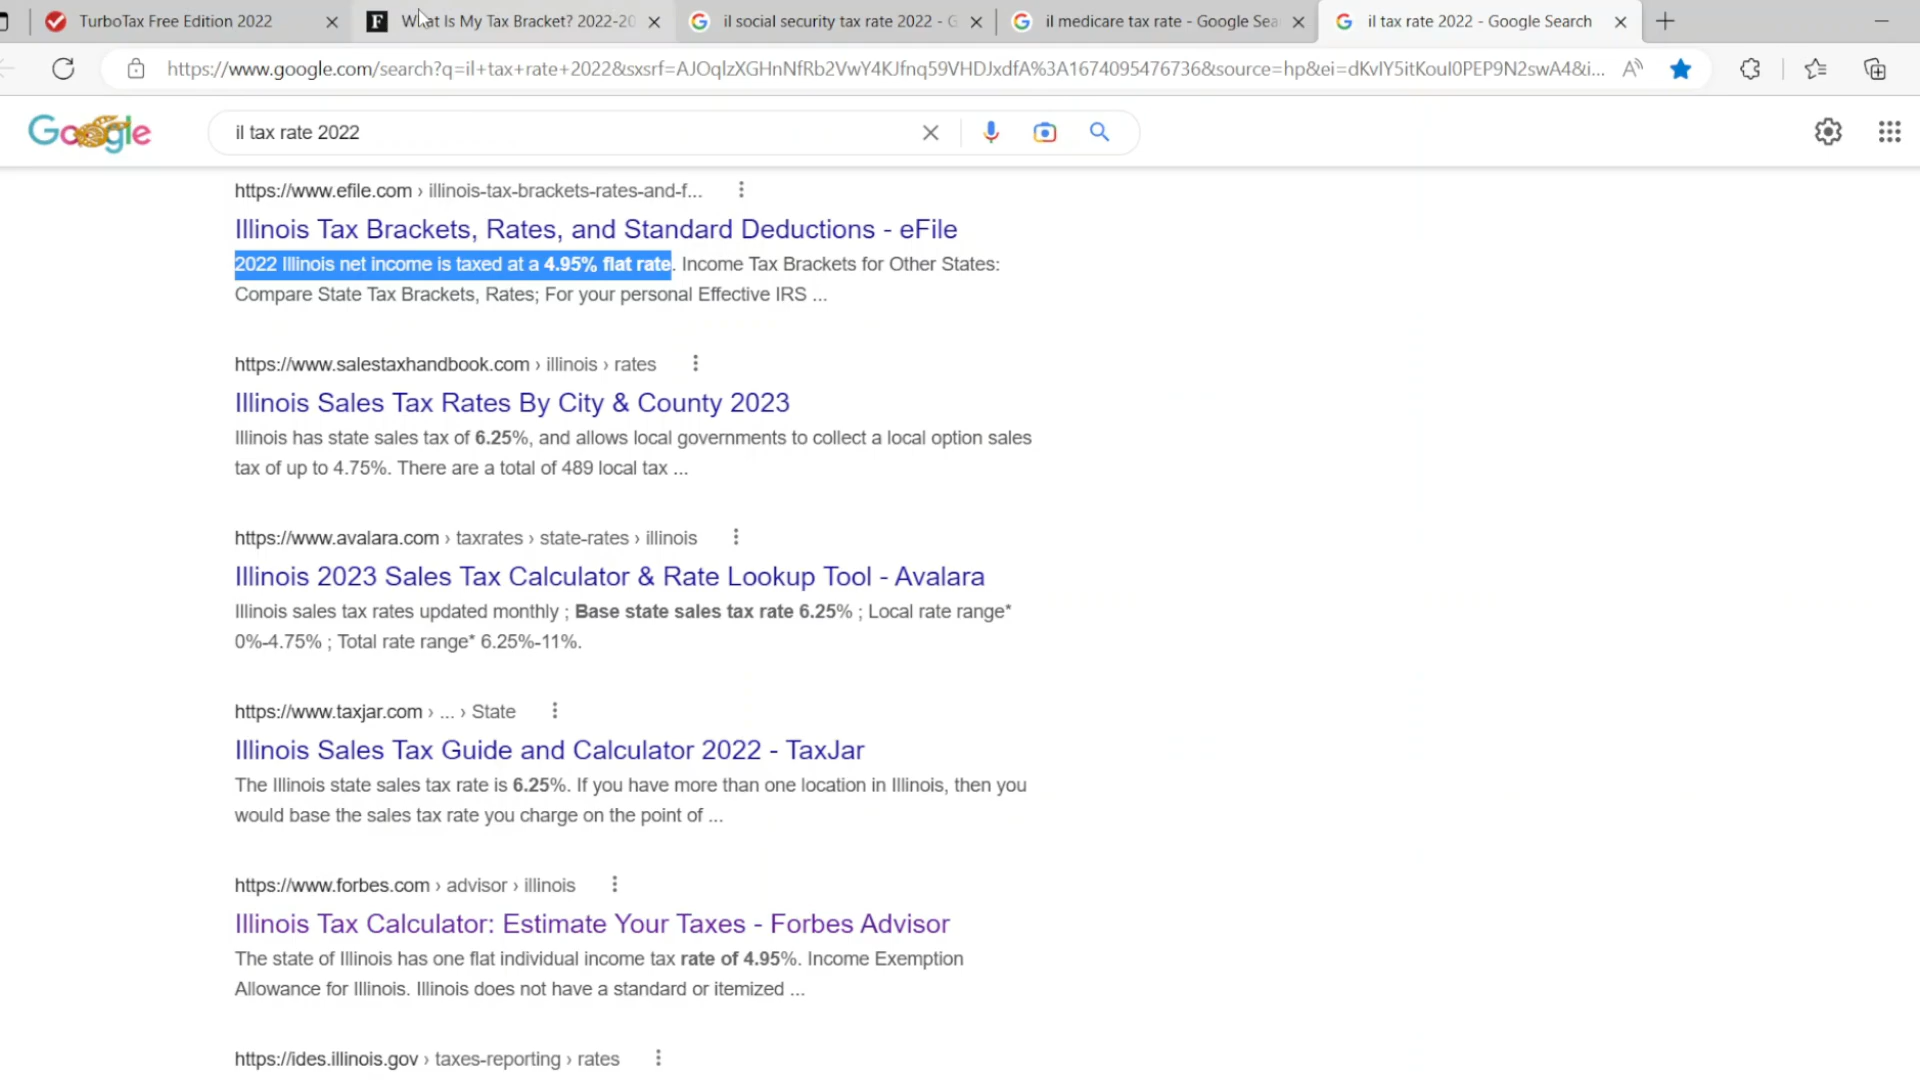 TurboTax Free Edition 2022
What Is My Tax Bracket? 2022-20
il social security tax rate 2022 - G
il medicare tax rate - Google Sea
il tax rate 2022 - Google Search
https://www.google.com/search?q=il+tax+rate+2022&sxsrf=AJOqlzXGHnNfRb2VwY4KJfnq59VHDJxdfA%3A1674095476736&source=hp&ei=dKvIY5itKouI0PEP9N2swA4&i...
Google
il tax rate 2022
https://www.efile.com › illinois-tax-brackets-rates-and-f...
Illinois Tax Brackets, Rates, and Standard Deductions - eFile
2022 Illinois net income is taxed at a 4.95% flat rate. Income Tax Brackets for Other States:
Compare State Tax Brackets, Rates; For your personal Effective IRS ...
https://www.salestaxhandbook.com › illinois › rates
Illinois Sales Tax Rates By City & County 2023
Illinois has state sales tax of 6.25%, and allows local governments to collect a local option sales
tax of up to 4.75%. There are a total of 489 local tax ...
https://www.avalara.com › taxrates › state-rates › illinois
Illinois 2023 Sales Tax Calculator & Rate Lookup Tool - Avalara
Illinois sales tax rates updated monthly ; Base state sales tax rate 6.25% ; Local rate range*
0%-4.75% ; Total rate range* 6.25%-11%.
https://www.taxjar.com › ... › State
Illinois Sales Tax Guide and Calculator 2022 - TaxJar
The Illinois state sales tax rate is 6.25%. If you have more than one location in Illinois, then you
would base the sales tax rate you charge on the point of ...
https://www.forbes.com › advisor › illinois
Illinois Tax Calculator: Estimate Your Taxes - Forbes Advisor
The state of Illinois has one flat individual income tax rate of 4.95%. Income Exemption
Allowance for Illinois. Illinois does not have a standard or itemized ...
https://ides.illinois.gov › taxes-reporting › rates